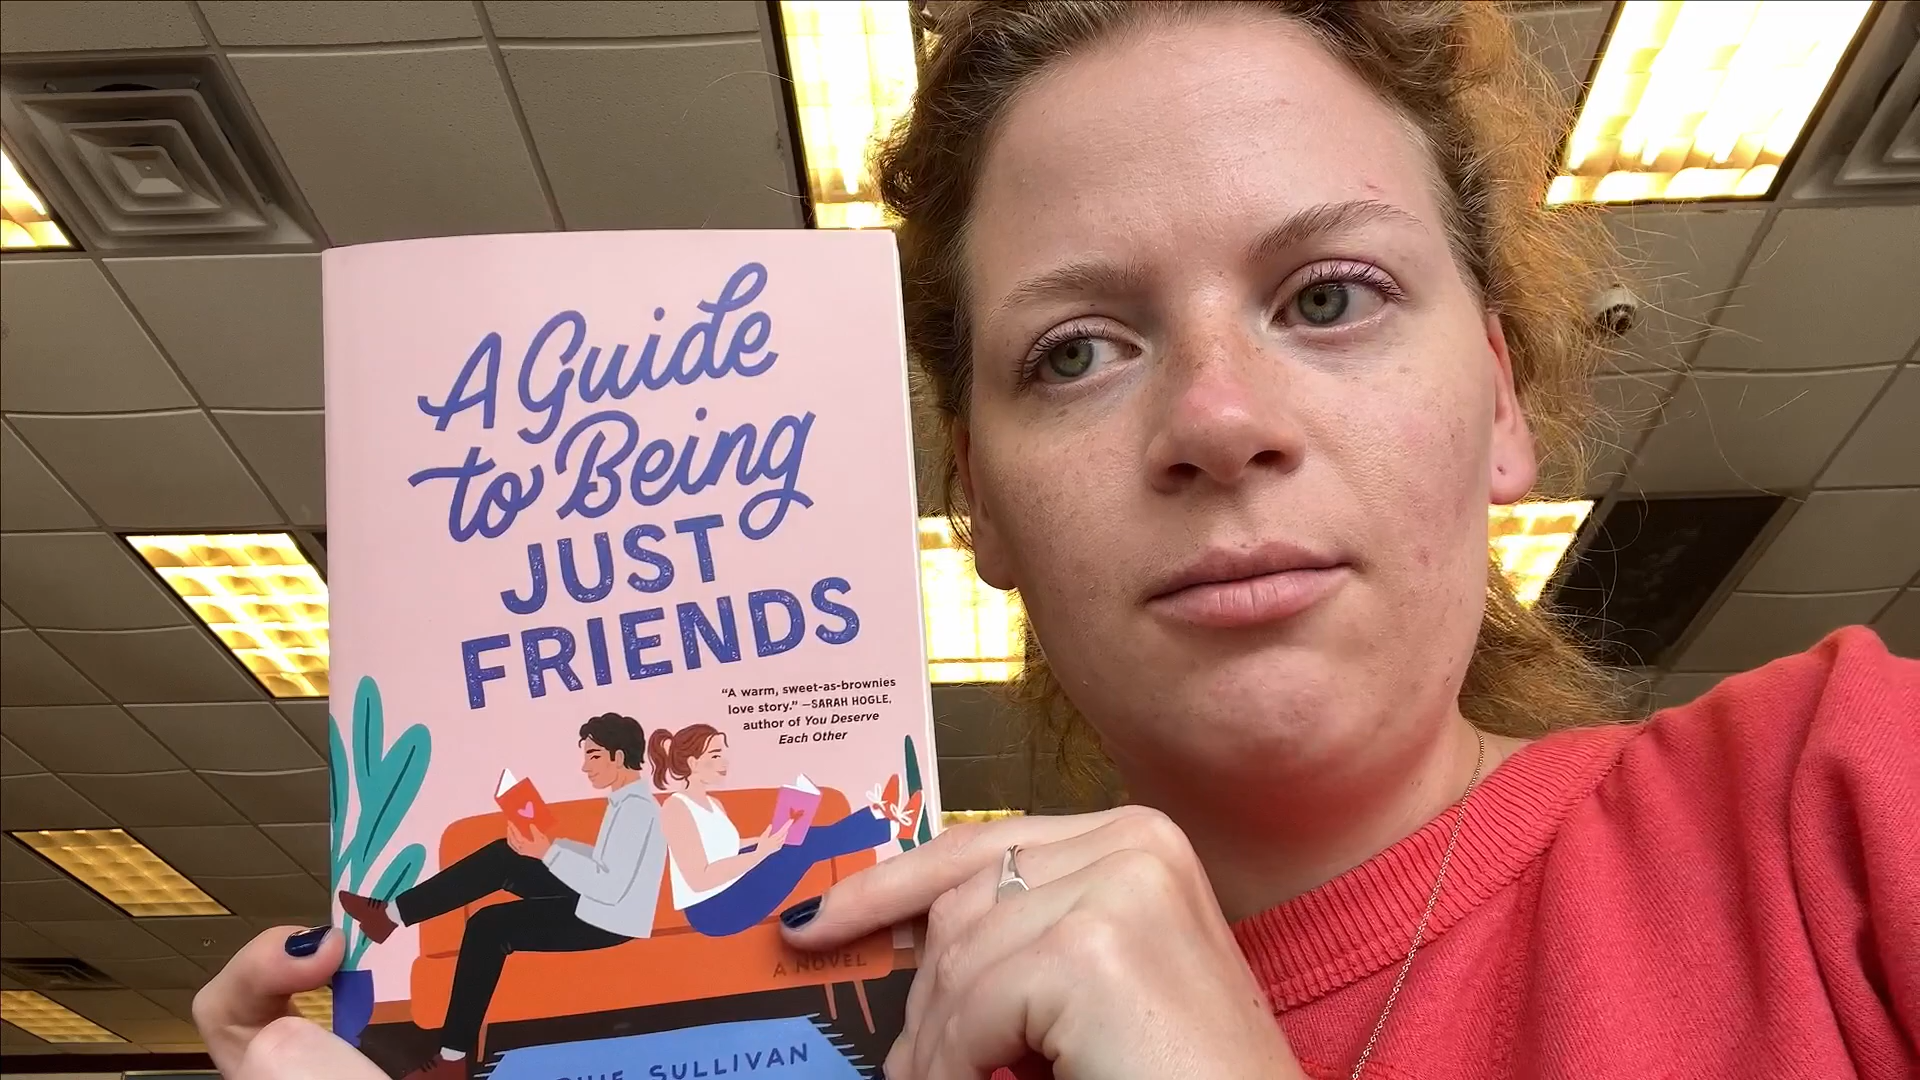 A Guide
to Being
JUST
FRIENDS
"A warm, sweet-as-brownies
love story." —SARAH HOGLE,
author of You Deserve
Each Other
A NOVEL
SULLIVAN